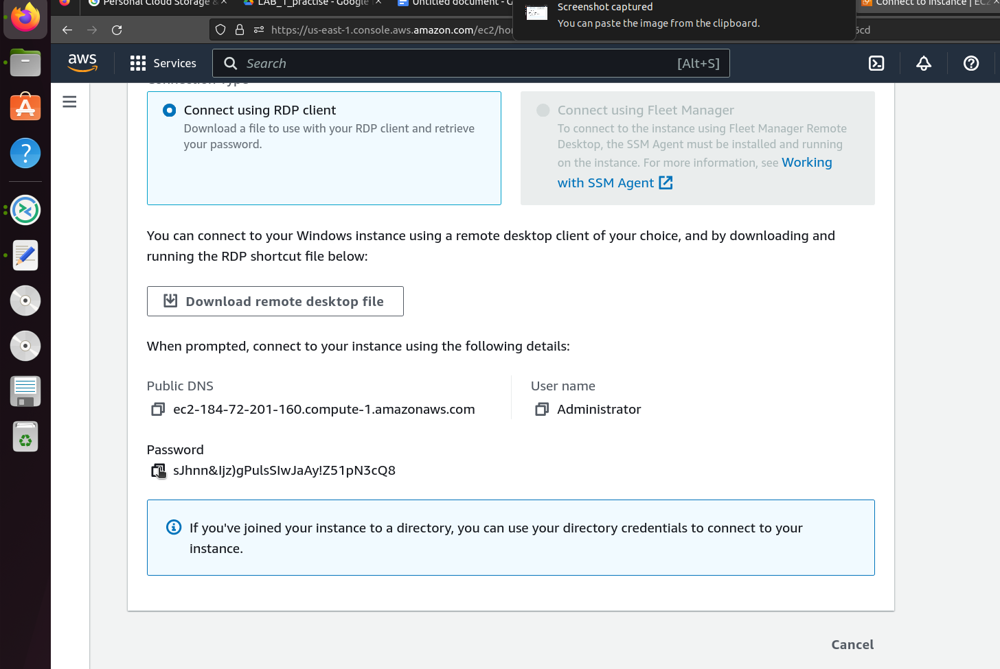 Personal Cloud Storage &
LAB_1_practise - Google
Untitled document - G
Screenshot captured
You can paste the image from the clipboard.
Connect to instance | EC2
https://us-east-1.console.aws.amazon.com/ec2/ho
6cd
aws
Services
Search
[Alt+S]
Connection Type
Connect using RDP client
Download a file to use with your RDP client and retrieve
your password.
Connect using Fleet Manager
To connect to the instance using Fleet Manager Remote
Desktop, the SSM Agent must be installed and running
on the instance. For more information, see Working
with SSM Agent
You can connect to your Windows instance using a remote desktop client of your choice, and by downloading and
running the RDP shortcut file below:
Download remote desktop file
When prompted, connect to your instance using the following details:
Public DNS
ec2-184-72-201-160.compute-1.amazonaws.com
User name
Administrator
Password
sJhnn&Ijz)gPulsSIwJaAy!Z51pN3cQ8
If you've joined your instance to a directory, you can use your directory credentials to connect to your
instance.
Cancel